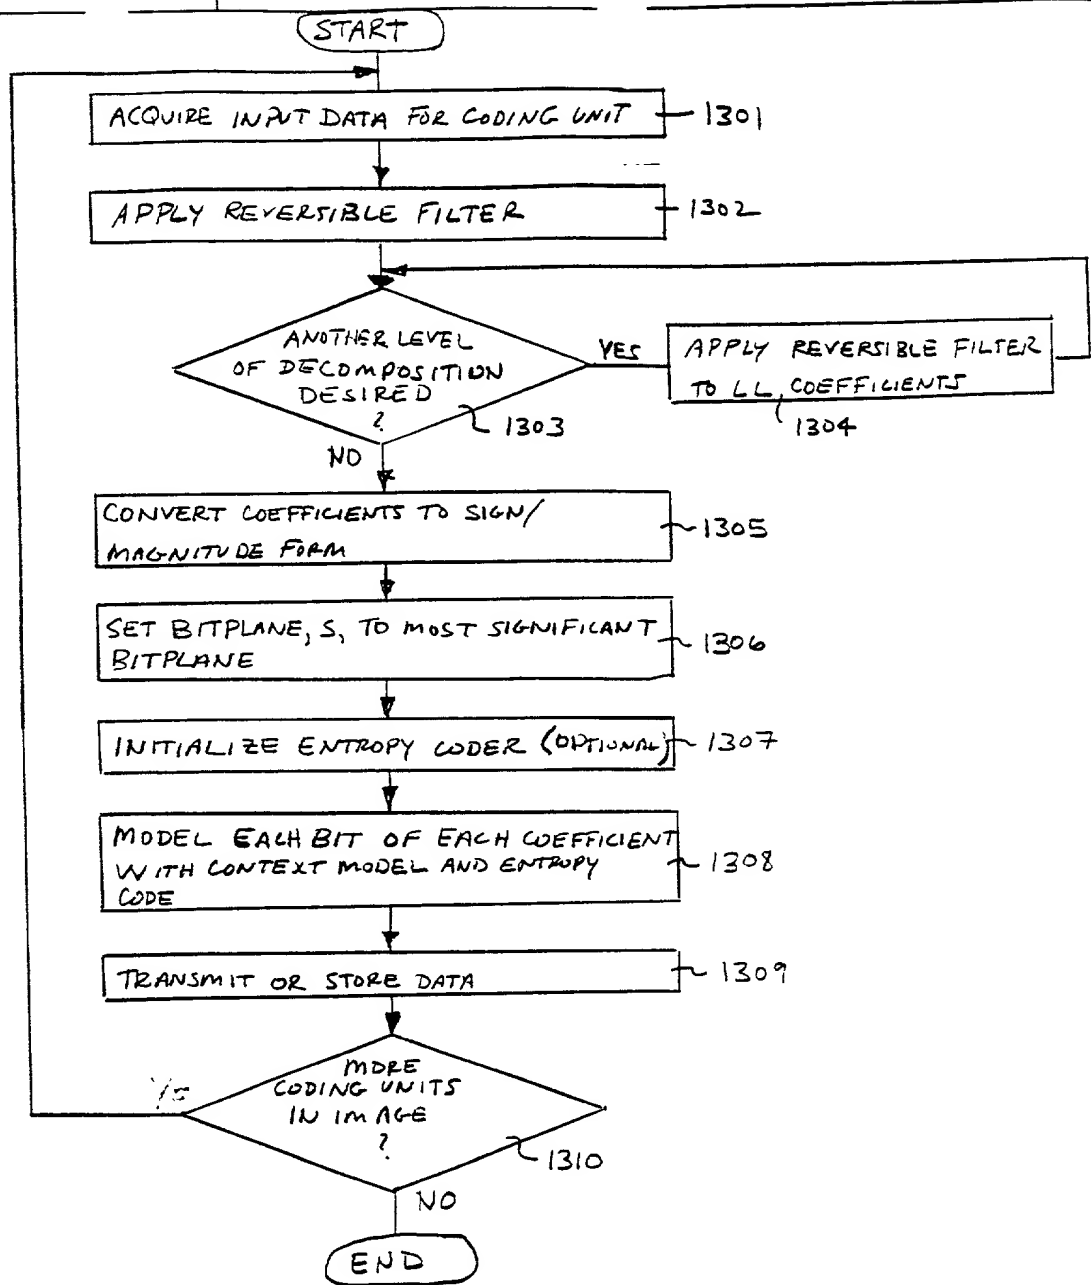 START
ACQUIRE INPUT DATA FOR CODING UNIT
1301
APPLY REVERSIBLE FILTER
1302
ANOTHER LEVEL
OF DECOMPOSITION
DESIRED
?
1303
YES
APPLY REVERSIBLE FILTER
TO LL COEFFICIENTS
1304
NO
CONVERT COEFFICIENTS TO SIGN/
MAGNITUDE FORM
1305
SET BITPLANE, S, TO MOST SIGNIFICANT
BITPLANE
1306
INITIALIZE ENTROPY CODER (OPTIONAL)
1307
MODEL EACH BIT OF EACH COEFFICIENT
WITH CONTEXT MODEL AND ENTROPY
CODE
1308
TRANSMIT OR STORE DATA
1309
MORE
CODING UNITS
IN IMAGE
?
1310
NO
END